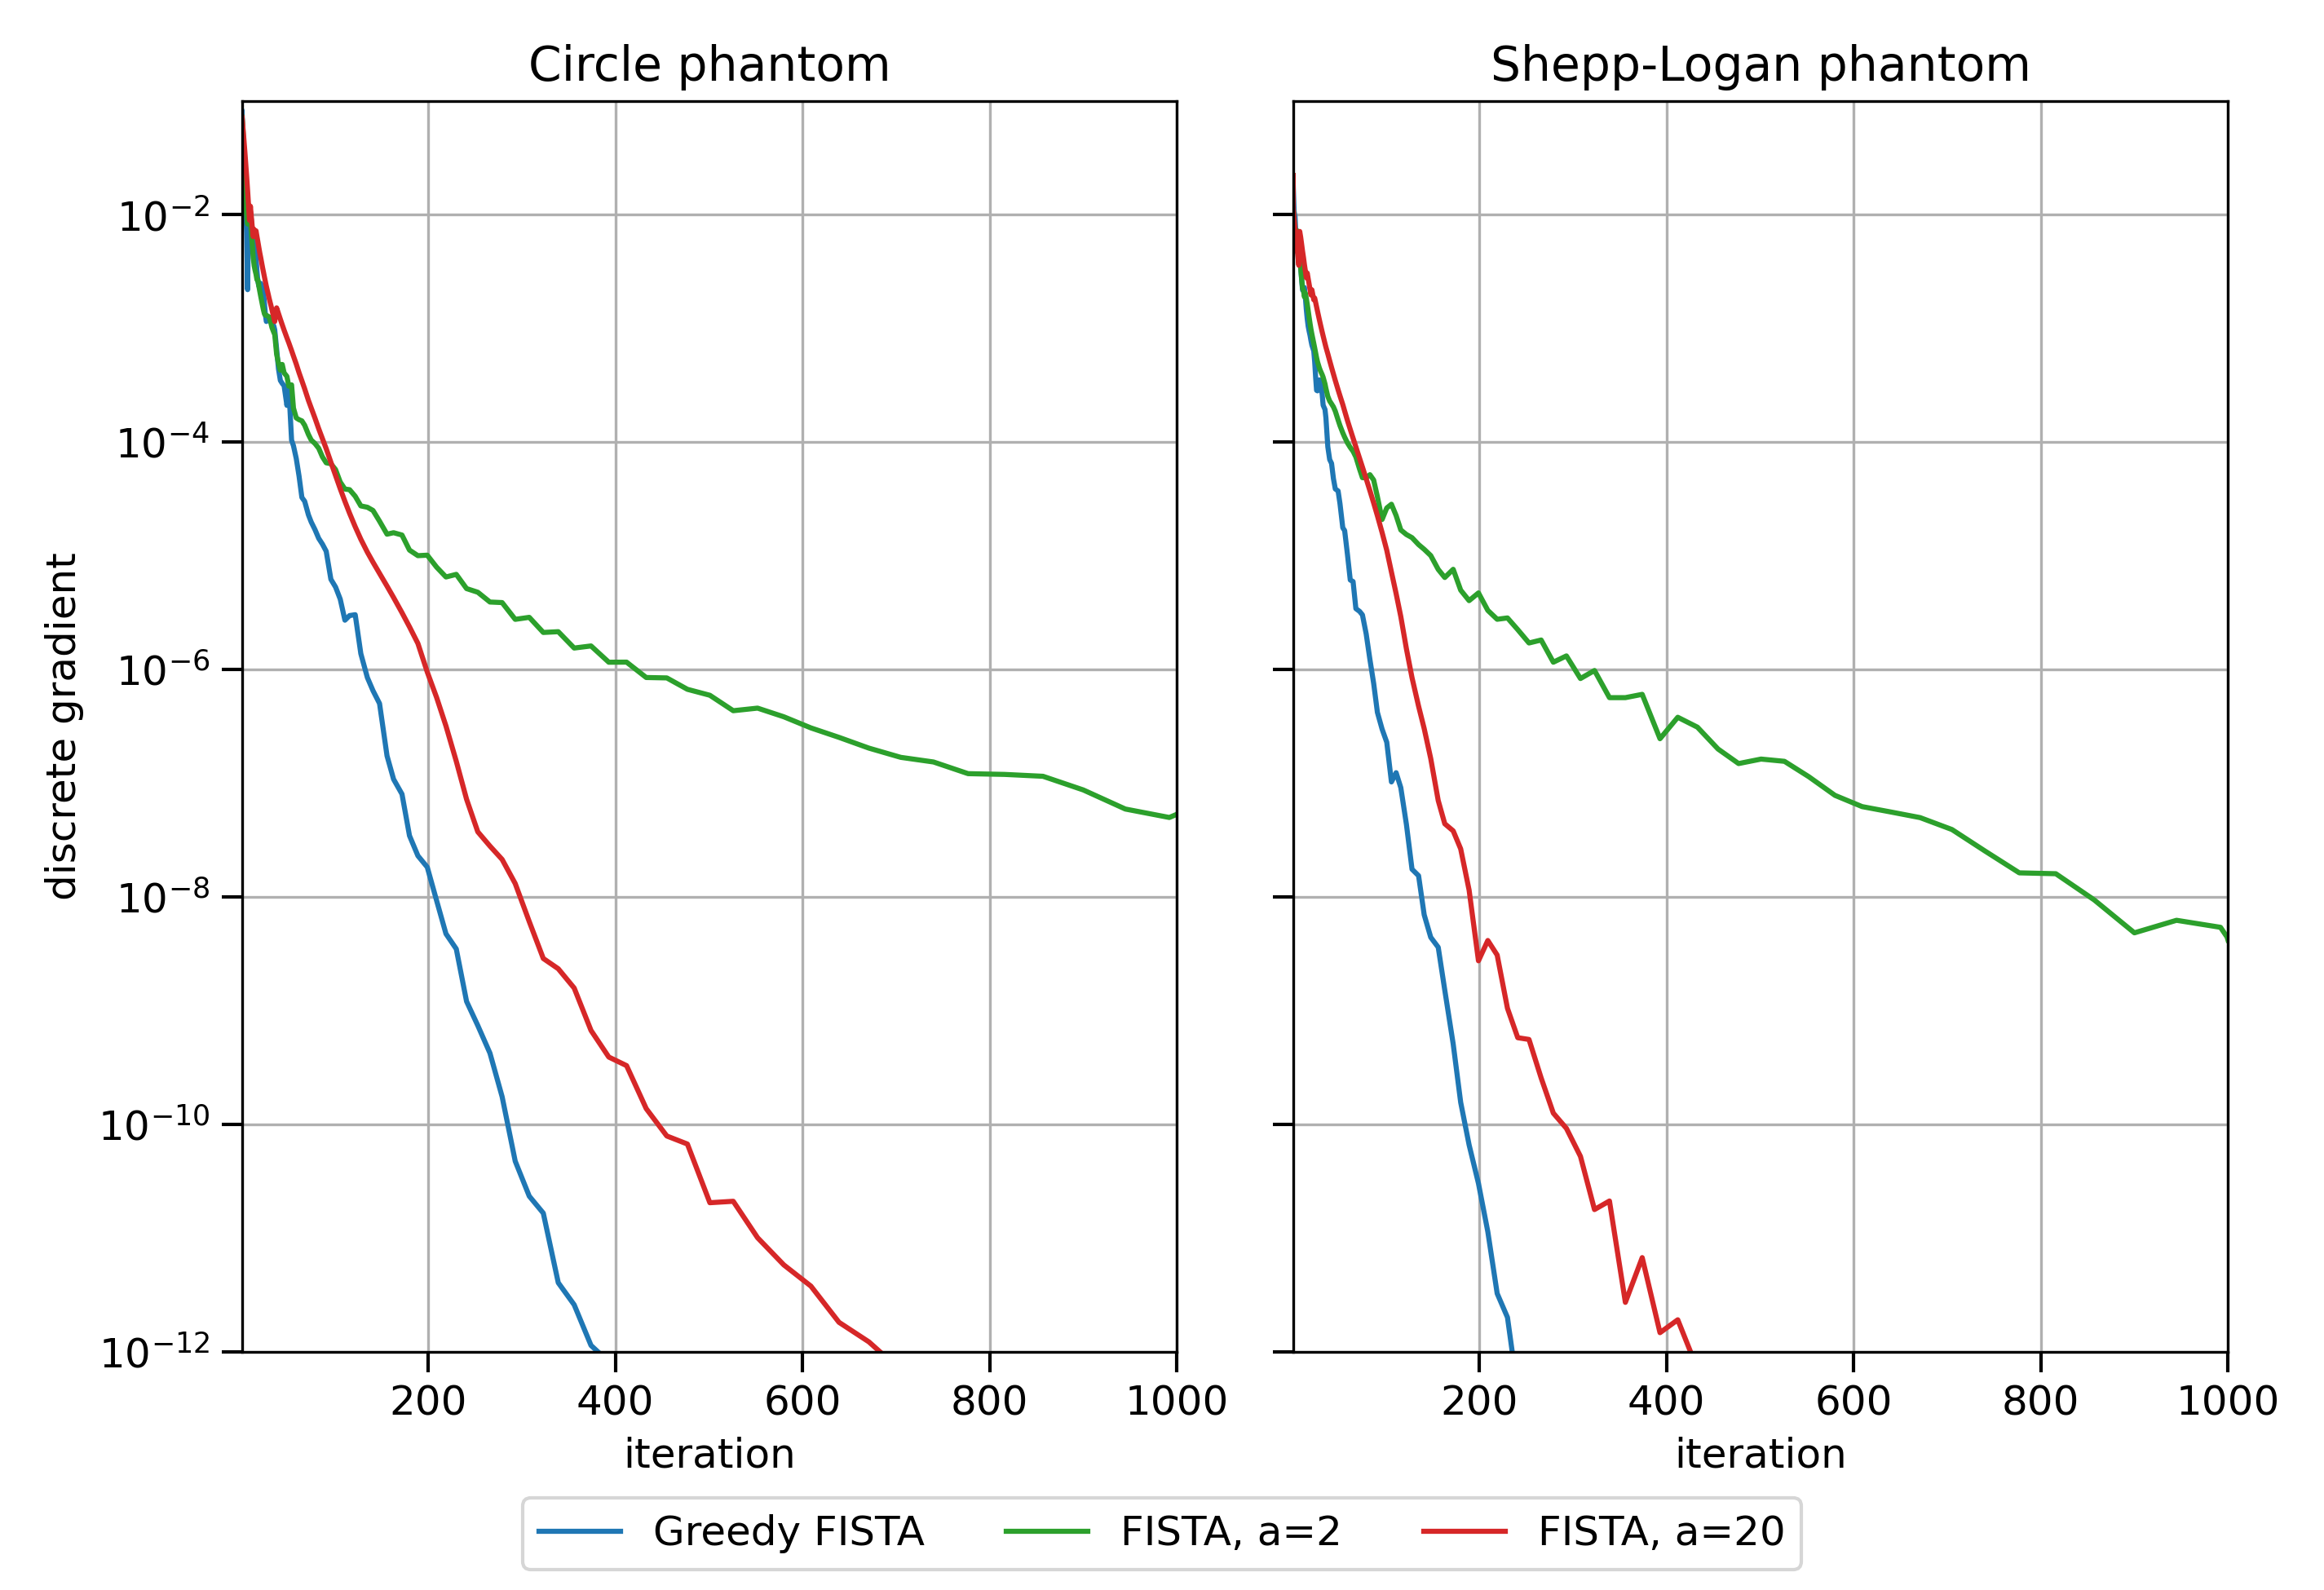 Circle phantom
Shepp-Logan phantom
discrete gradient
10⁻²
10⁻⁴
10⁻⁶
10⁻⁸
10⁻¹⁰
10⁻¹²
200 400 600 800 1000
200 400 600 800 1000
iteration
iteration
Greedy FISTA FISTA, a=2 FISTA, a=20